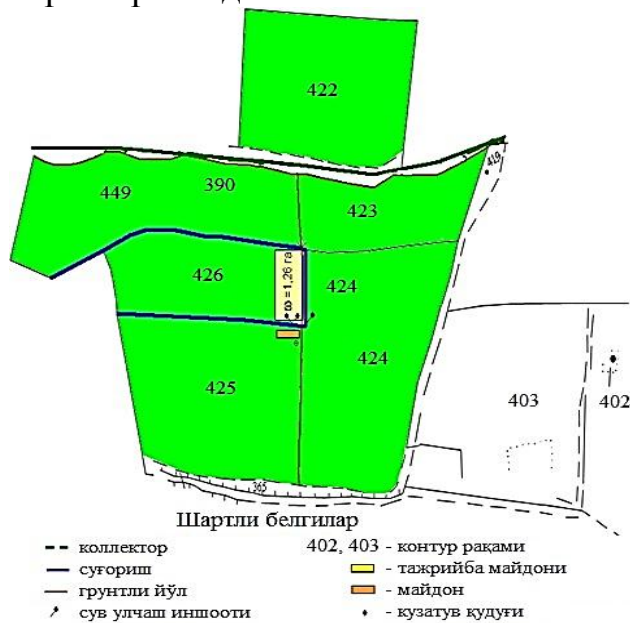 422
449
390
423
419
426
ω = 1,26 га
424
424
425
403
402
365
Шартли белгилар
коллектор
402, 403 - контур рақами
суғориш
- тажрийба майдони
грунтли йўл
- майдон
сув улчаш иншооти
- кузатув қудуғи